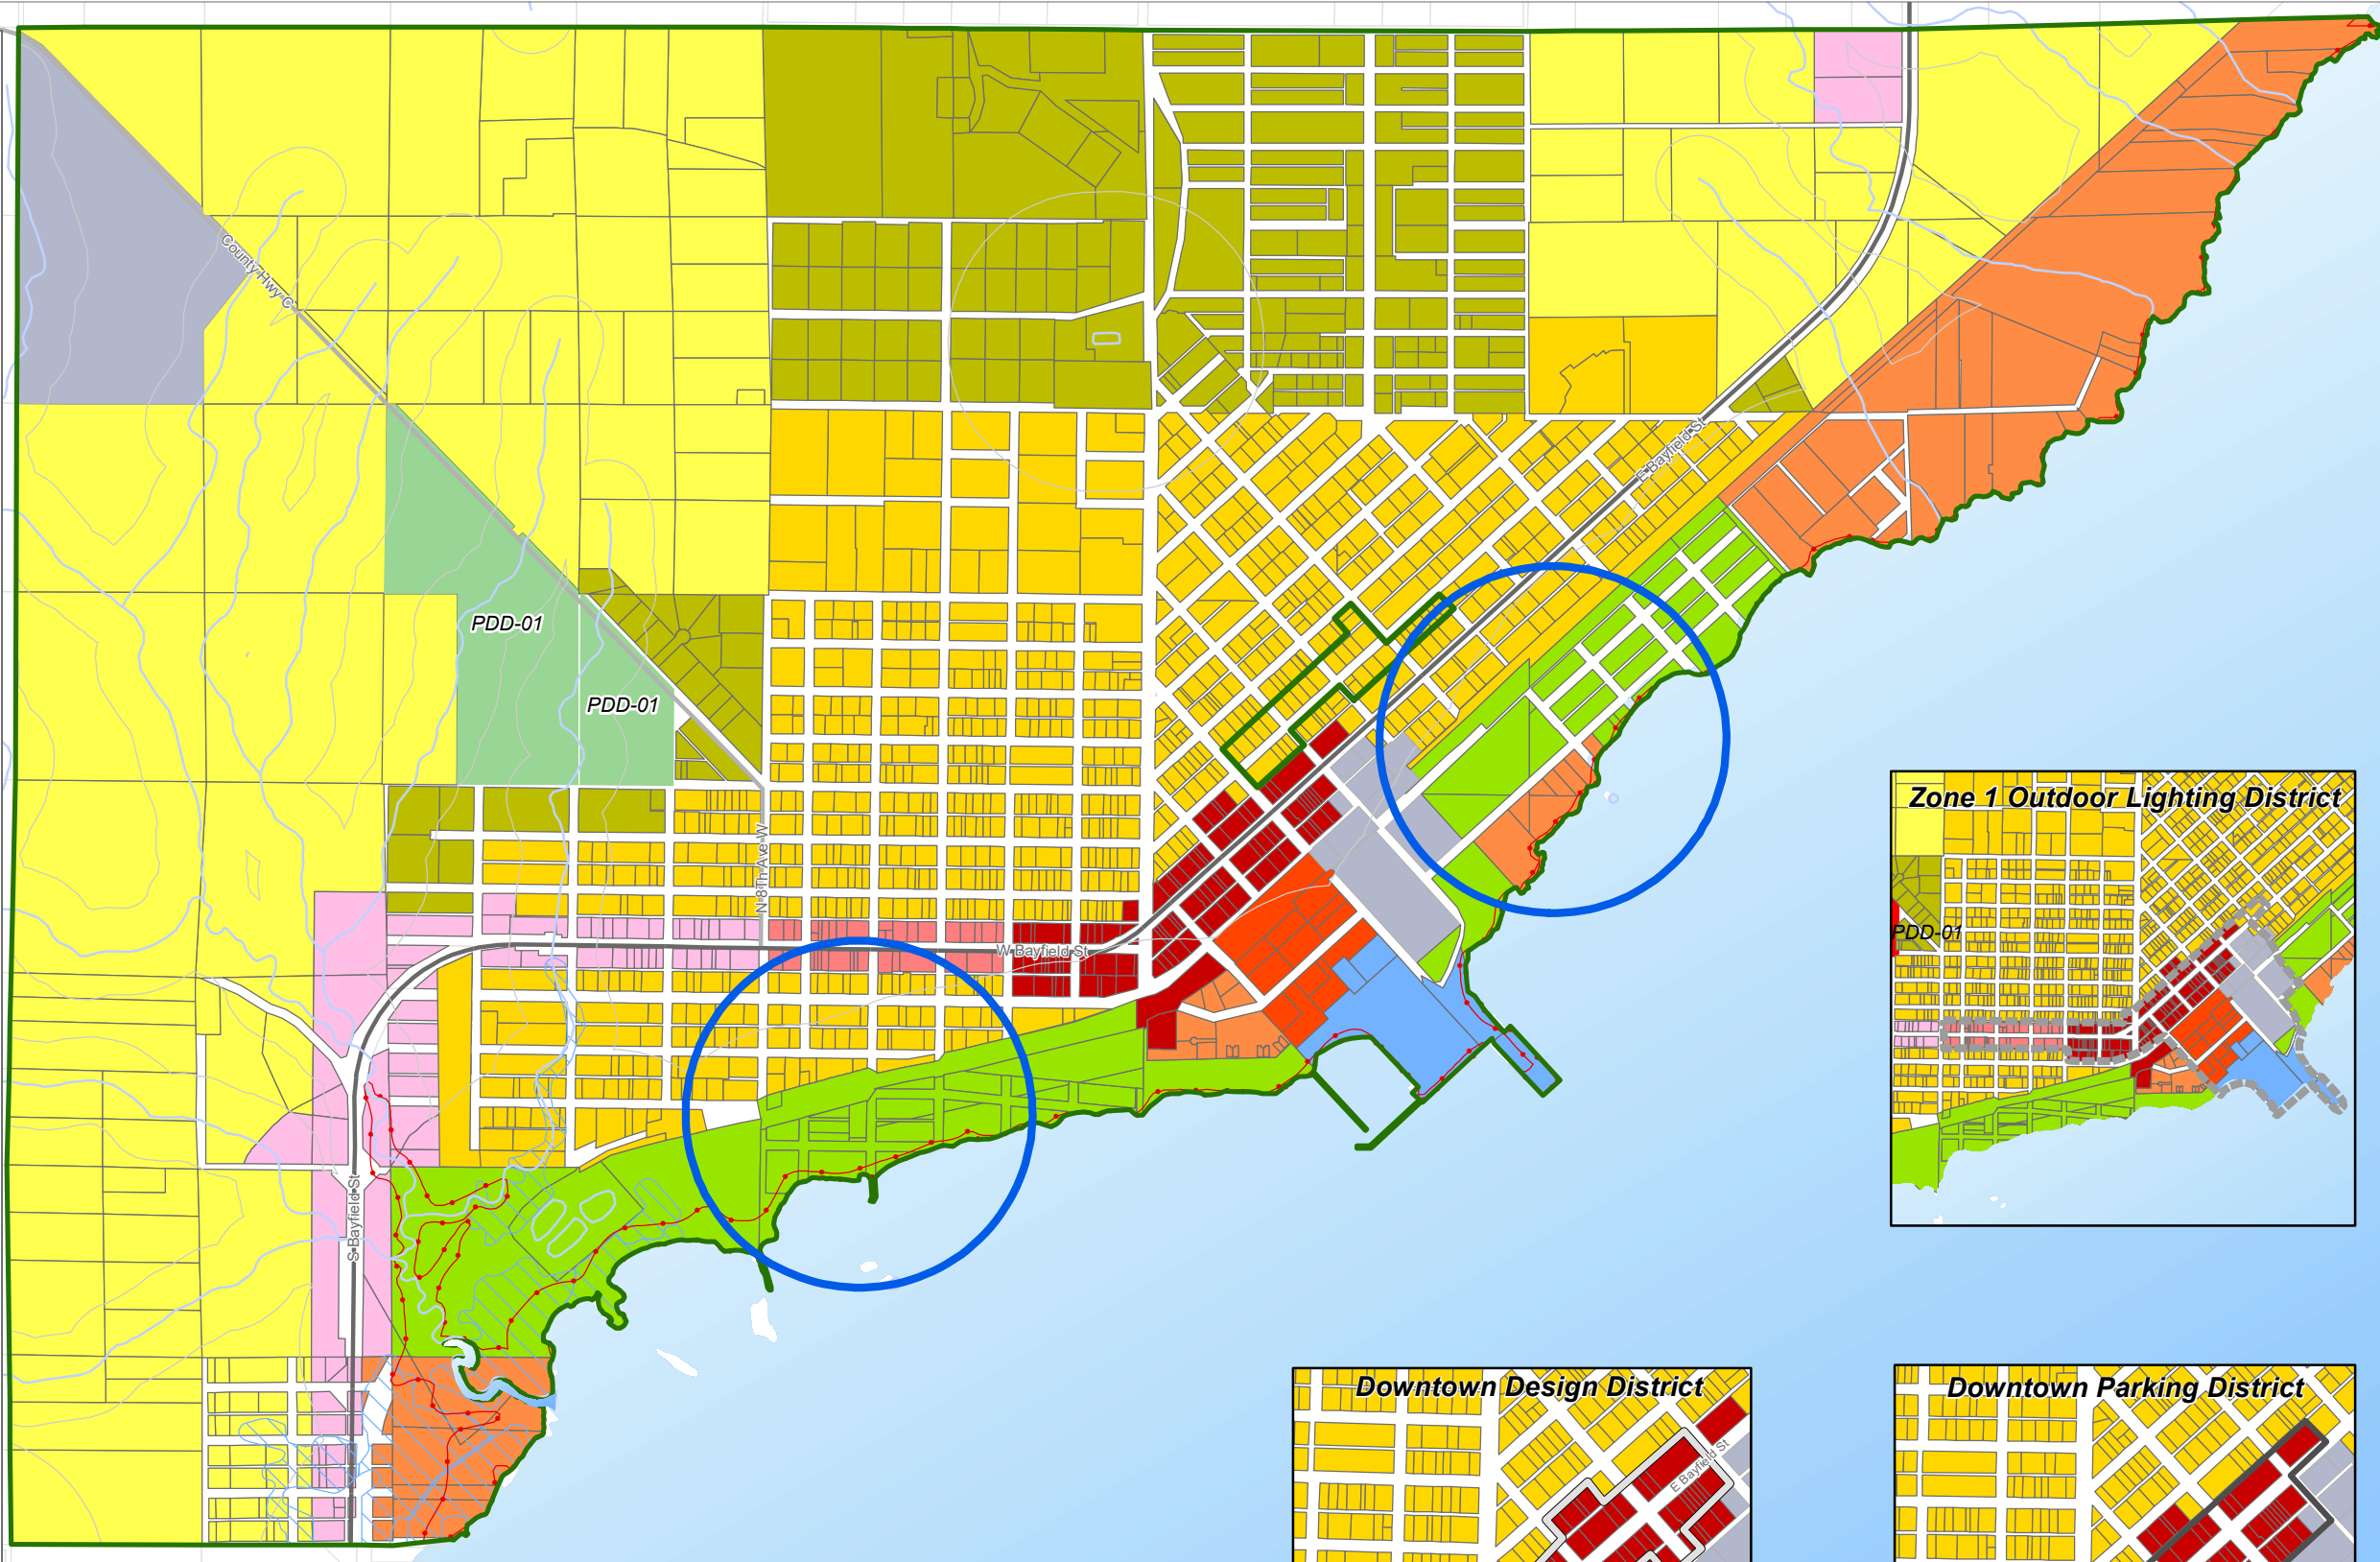 County Hwy C
E Bayfield St
PDD-01
PDD-01
Zone 1 Outdoor Lighting District
PDD-01
N 8Th Ave W
W Bayfield St
S Bayfield St
Downtown Design District
E Bayfield St
Downtown Parking District